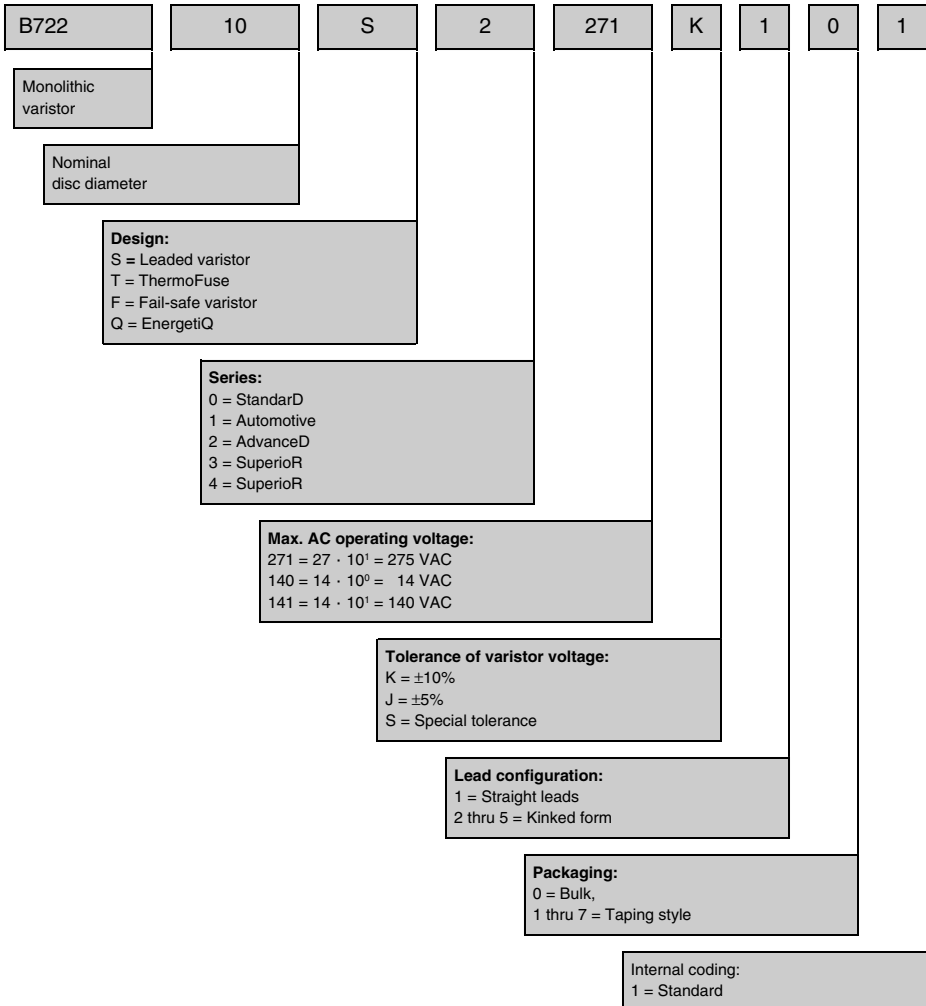 B722 10 S 2 271 K 1 0 1
Monolithic
varistor
Nominal
disc diameter
Design:
S = Leaded varistor
T = ThermoFuse
F = Fail-safe varistor
Q = EnergetiQ
Series:
0 = StandarD
1 = Automotive
2 = AdvanceD
3 = SuperioR
4 = SuperioR
Max. AC operating voltage:
271 = 27 · 10¹ = 275 VAC
140 = 14 · 10⁰ = 14 VAC
141 = 14 · 10¹ = 140 VAC
Tolerance of varistor voltage:
K = ±10%
J = ±5%
S = Special tolerance
Lead configuration:
1 = Straight leads
2 thru 5 = Kinked form
Packaging:
0 = Bulk,
1 thru 7 = Taping style
Internal coding:
1 = Standard